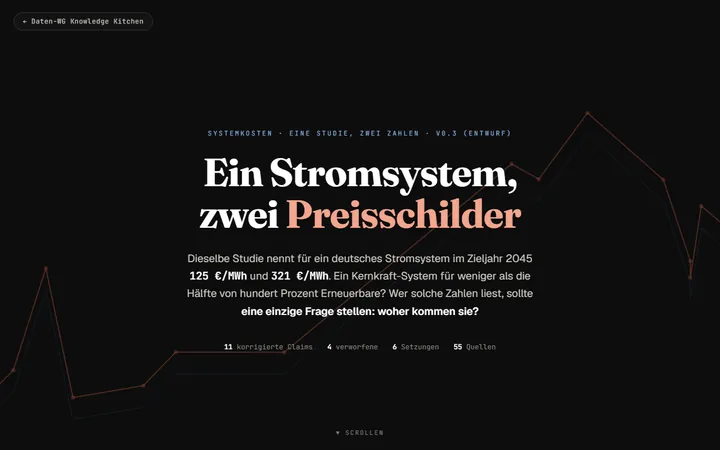 ← Daten-WG Knowledge Kitchen
SYSTEMKOSTEN · EINE STUDIE, ZWEI ZAHLEN · V0.3 (ENTWURF)
Ein Stromsystem,
zwei Preisschilder
Dieselbe Studie nennt für ein deutsches Stromsystem im Zieljahr 2045
125 €/MWh und 321 €/MWh. Ein Kernkraft-System für weniger als die
Hälfte von hundert Prozent Erneuerbare? Wer solche Zahlen liest, sollte
eine einzige Frage stellen: woher kommen sie?
11 korrigierte Claims 4 verworfene 6 Setzungen 55 Quellen
▼ SCROLLEN